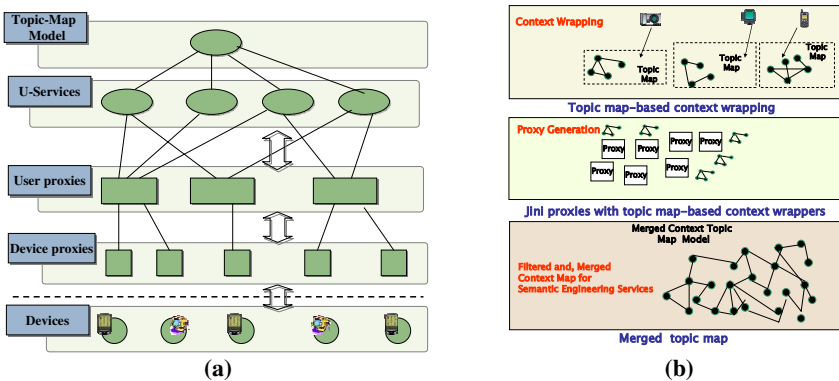 Topic-Map
Model
U-Services
User proxies
Device proxies
Devices
(a)
Context Wrapping
Topic
Map
Topic
Map
Topic
Map
Topic map-based context wrapping
Proxy Generation
Proxy
Proxy
Proxy
Proxy
Proxy
Proxy
Proxy
Jini proxies with topic map-based context wrappers
Merged Context Topic
Map Model
Filtered and, Merged
Context Map for
Semantic Engineering Services
Merged topic map
(b)